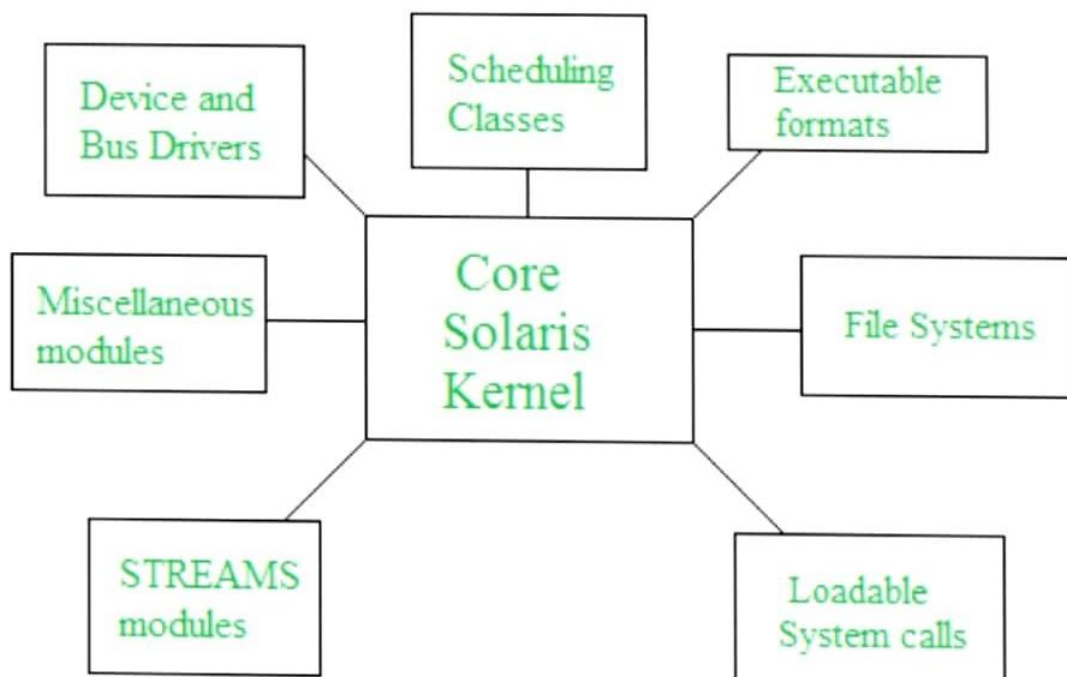 Device and
Bus Drivers
Scheduling
Classes
Executable
formats
Miscellaneous
modules
Core
Solaris
Kernel
File Systems
STREAMS
modules
Loadable
System calls